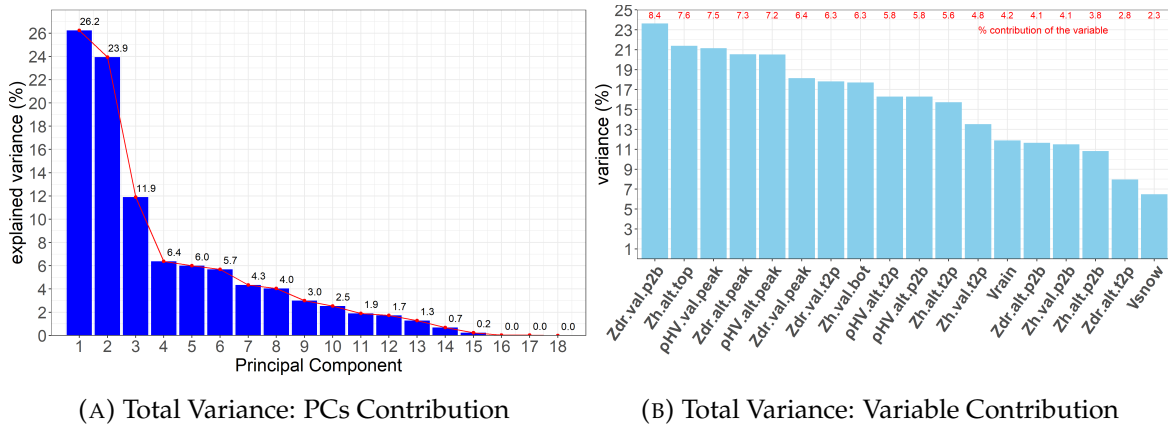 26.2
23.9
11.9
6.4
6.0
5.7
4.3
4.0
3.0
2.5
1.9
1.7
1.3
0.7
0.2
0.0
0.0
0.0
26
24
22
20
18
16
14
12
10
8
6
4
2
0
explained variance (%)
1 2 3 4 5 6 7 8 9 10 11 12 13 14 15 16 17 18
Principal Component
(A) Total Variance: PCs Contribution
8.4 7.6 7.5 7.3 7.2 6.4 6.3 6.3 5.8 5.8 5.6 4.8 4.2 4.1 4.1 3.8 2.8 2.3
% contribution of the variable
25
23
21
19
17
15
13
11
9
7
5
3
1
variance (%)
Zdr.val.p2b
Zh.alt.top
ρHV.val.peak
Zdr.alt.peak
ρHV.alt.peak
Zdr.val.peak
Zdr.val.t2p
Zh.val.bot
ρHV.alt.t2p
ρHV.alt.p2b
Zh.alt.t2p
Zh.val.t2p
Vrain
Zdr.alt.p2b
Zh.val.p2b
Zh.alt.p2b
Zdr.alt.t2p
Vsnow
(B) Total Variance: Variable Contribution